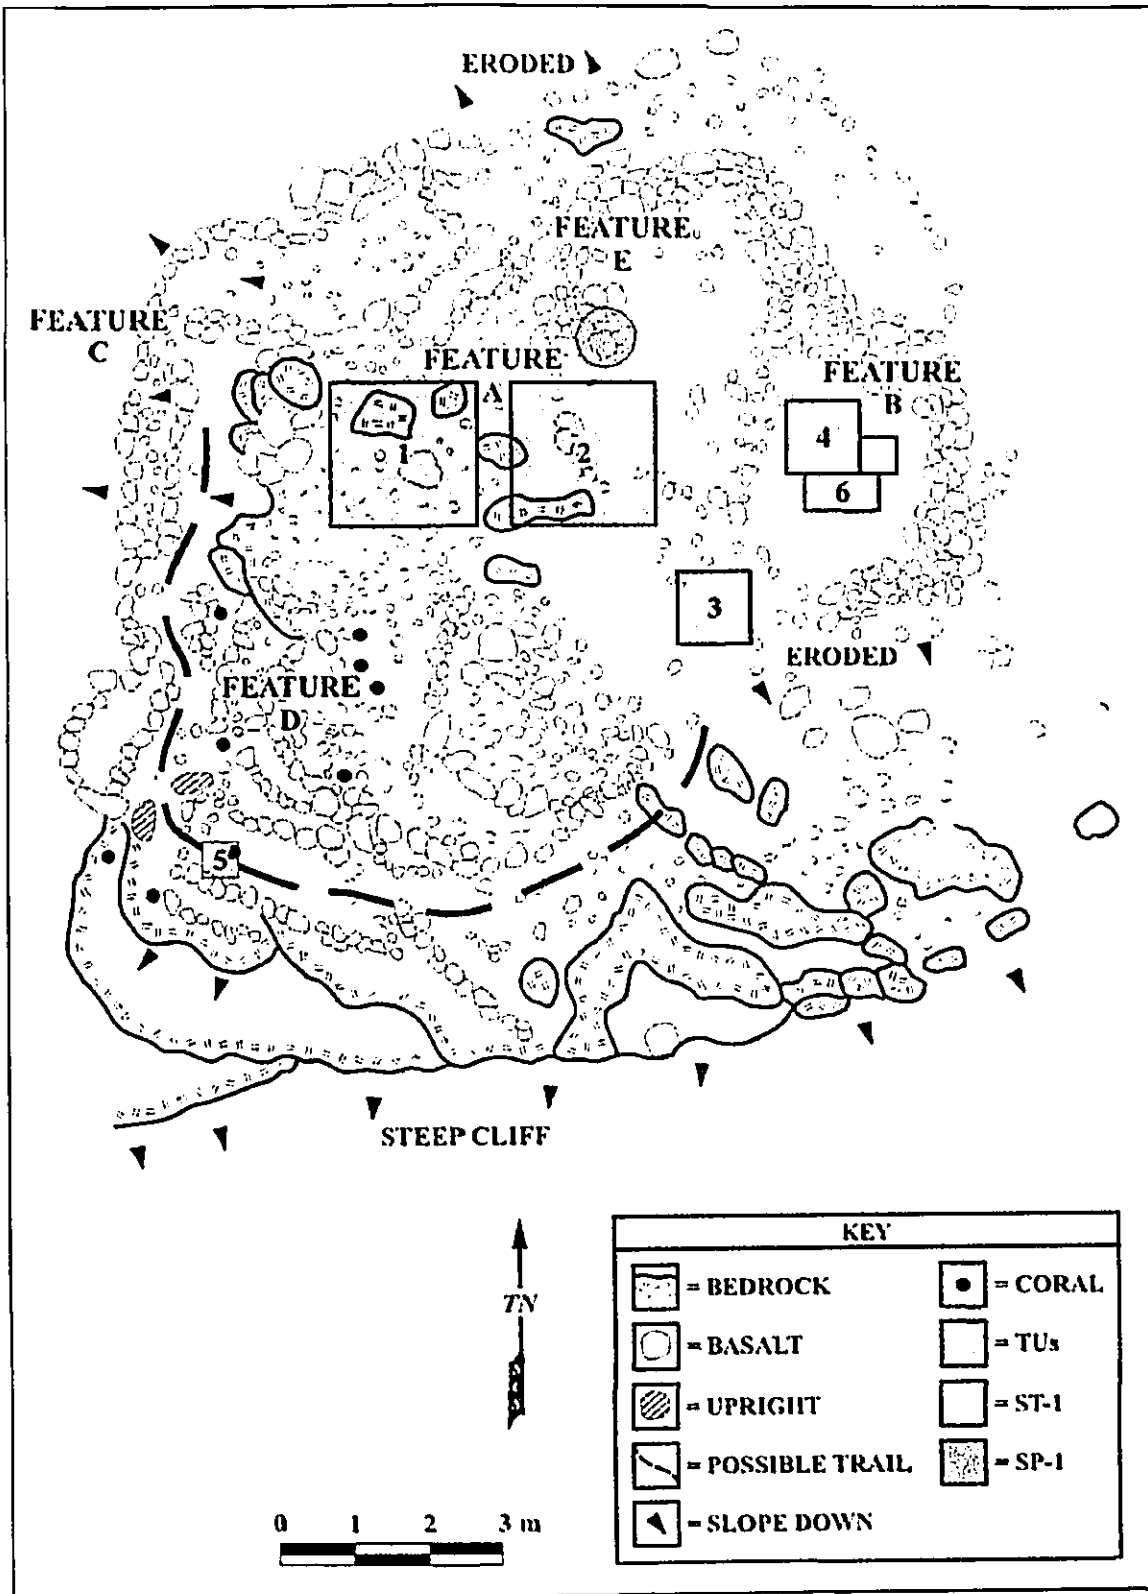 ERODED
FEATURE
E
FEATURE
C
FEATURE
A
FEATURE
B
1
2
4
6
3
ERODED
FEATURE
D
5
STEEP CLIFF
TN
KEY
= BEDROCK
= CORAL
= BASALT
= TUs
= UPRIGHT
= ST-1
= POSSIBLE TRAIL
= SP-1
= SLOPE DOWN
0 1 2 3 m